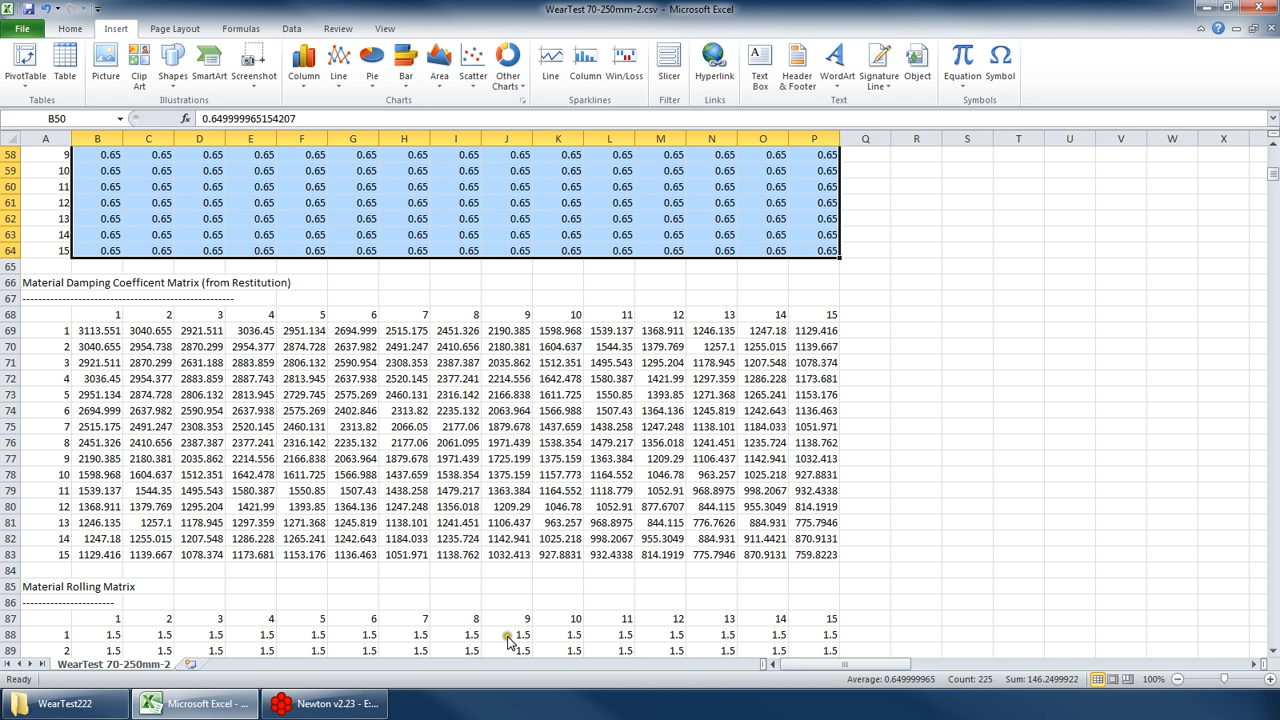 WearTest 70-250mm-2.csv - Microsoft Excel
File Home Insert Page Layout Formulas Data Review View
PivotTable Table Picture Clip Art Shapes SmartArt Screenshot Column Line Pie Bar Area Scatter Other Charts Line Column Win/Loss Slicer Hyperlink Text Box Header & Footer WordArt Signature Line Object Equation Symbol
Tables Illustrations Charts Sparklines Filter Links Text Symbols
B50 fx 0.649999965154207
A B C D E F G H I J K L M N O P Q R S T U V W X
58 9 0.65 0.65 0.65 0.65 0.65 0.65 0.65 0.65 0.65 0.65 0.65 0.65 0.65 0.65 0.65
59 10 0.65 0.65 0.65 0.65 0.65 0.65 0.65 0.65 0.65 0.65 0.65 0.65 0.65 0.65 0.65
60 11 0.65 0.65 0.65 0.65 0.65 0.65 0.65 0.65 0.65 0.65 0.65 0.65 0.65 0.65 0.65
61 12 0.65 0.65 0.65 0.65 0.65 0.65 0.65 0.65 0.65 0.65 0.65 0.65 0.65 0.65 0.65
62 13 0.65 0.65 0.65 0.65 0.65 0.65 0.65 0.65 0.65 0.65 0.65 0.65 0.65 0.65 0.65
63 14 0.65 0.65 0.65 0.65 0.65 0.65 0.65 0.65 0.65 0.65 0.65 0.65 0.65 0.65 0.65
64 15 0.65 0.65 0.65 0.65 0.65 0.65 0.65 0.65 0.65 0.65 0.65 0.65 0.65 0.65 0.65
65
66 Material Damping Coefficent Matrix (from Restitution)
67 ----------------------------------------------------
68 1 2 3 4 5 6 7 8 9 10 11 12 13 14 15
69 1 3113.551 3040.655 2921.511 3036.45 2951.134 2694.999 2515.175 2451.326 2190.385 1598.968 1539.137 1368.911 1246.135 1247.18 1129.416
70 2 3040.655 2954.738 2870.299 2954.377 2874.728 2637.982 2491.247 2410.656 2180.381 1604.637 1544.35 1379.769 1257.1 1255.015 1139.667
71 3 2921.511 2870.299 2631.188 2883.859 2806.132 2590.954 2308.353 2387.387 2035.862 1512.351 1495.543 1295.204 1178.945 1207.548 1078.374
72 4 3036.45 2954.377 2883.859 2887.743 2813.945 2637.938 2520.145 2377.241 2214.556 1642.478 1580.387 1421.99 1297.359 1286.228 1173.681
73 5 2951.134 2874.728 2806.132 2813.945 2729.745 2575.269 2460.131 2316.142 2166.838 1611.725 1550.85 1393.85 1271.368 1265.241 1153.176
74 6 2694.999 2637.982 2590.954 2637.938 2575.269 2402.846 2313.82 2235.132 2063.964 1566.988 1507.43 1364.136 1245.819 1242.643 1136.463
75 7 2515.175 2491.247 2308.353 2520.145 2460.131 2313.82 2066.05 2177.06 1879.678 1437.659 1438.258 1247.248 1138.101 1184.033 1051.971
76 8 2451.326 2410.656 2387.387 2377.241 2316.142 2235.132 2177.06 2061.095 1971.439 1538.354 1479.217 1356.018 1241.451 1235.724 1138.762
77 9 2190.385 2180.381 2035.862 2214.556 2166.838 2063.964 1879.678 1971.439 1725.199 1375.159 1363.384 1209.29 1106.437 1142.941 1032.413
78 10 1598.968 1604.637 1512.351 1642.478 1611.725 1566.988 1437.659 1538.354 1375.159 1157.773 1164.552 1046.78 963.257 1025.218 927.8831
79 11 1539.137 1544.35 1495.543 1580.387 1550.85 1507.43 1438.258 1479.217 1363.384 1164.552 1118.779 1052.91 968.8975 998.2067 932.4338
80 12 1368.911 1379.769 1295.204 1421.99 1393.85 1364.136 1247.248 1356.018 1209.29 1046.78 1052.91 877.6704 844.115 955.3049 814.1919
81 13 1246.135 1257.1 1178.945 1297.359 1271.368 1245.819 1138.101 1241.451 1106.437 963.257 968.8975 844.115 776.7626 884.931 775.7946
82 14 1247.18 1255.015 1207.548 1286.228 1265.241 1242.643 1184.033 1235.724 1142.941 1025.218 998.2067 955.3049 884.931 911.4421 870.9131
83 15 1129.416 1139.667 1078.374 1173.681 1153.176 1136.463 1051.971 1138.762 1032.413 927.8831 932.4338 814.1919 775.7946 870.9131 759.8223
84
85 Material Rolling Matrix
86 ----------------------
87 1 2 3 4 5 6 7 8 9 10 11 12 13 14 15
88 1 1.5 1.5 1.5 1.5 1.5 1.5 1.5 1.5 1.5 1.5 1.5 1.5 1.5 1.5 1.5
89 2 1.5 1.5 1.5 1.5 1.5 1.5 1.5 1.5 1.5 1.5 1.5 1.5 1.5 1.5 1.5
WearTest 70-250mm-2
Ready Average: 0.649999965 Count: 225 Sum: 146.2499922 100%
WearTest222 Microsoft Excel - ... Newton v2.23 - E:...